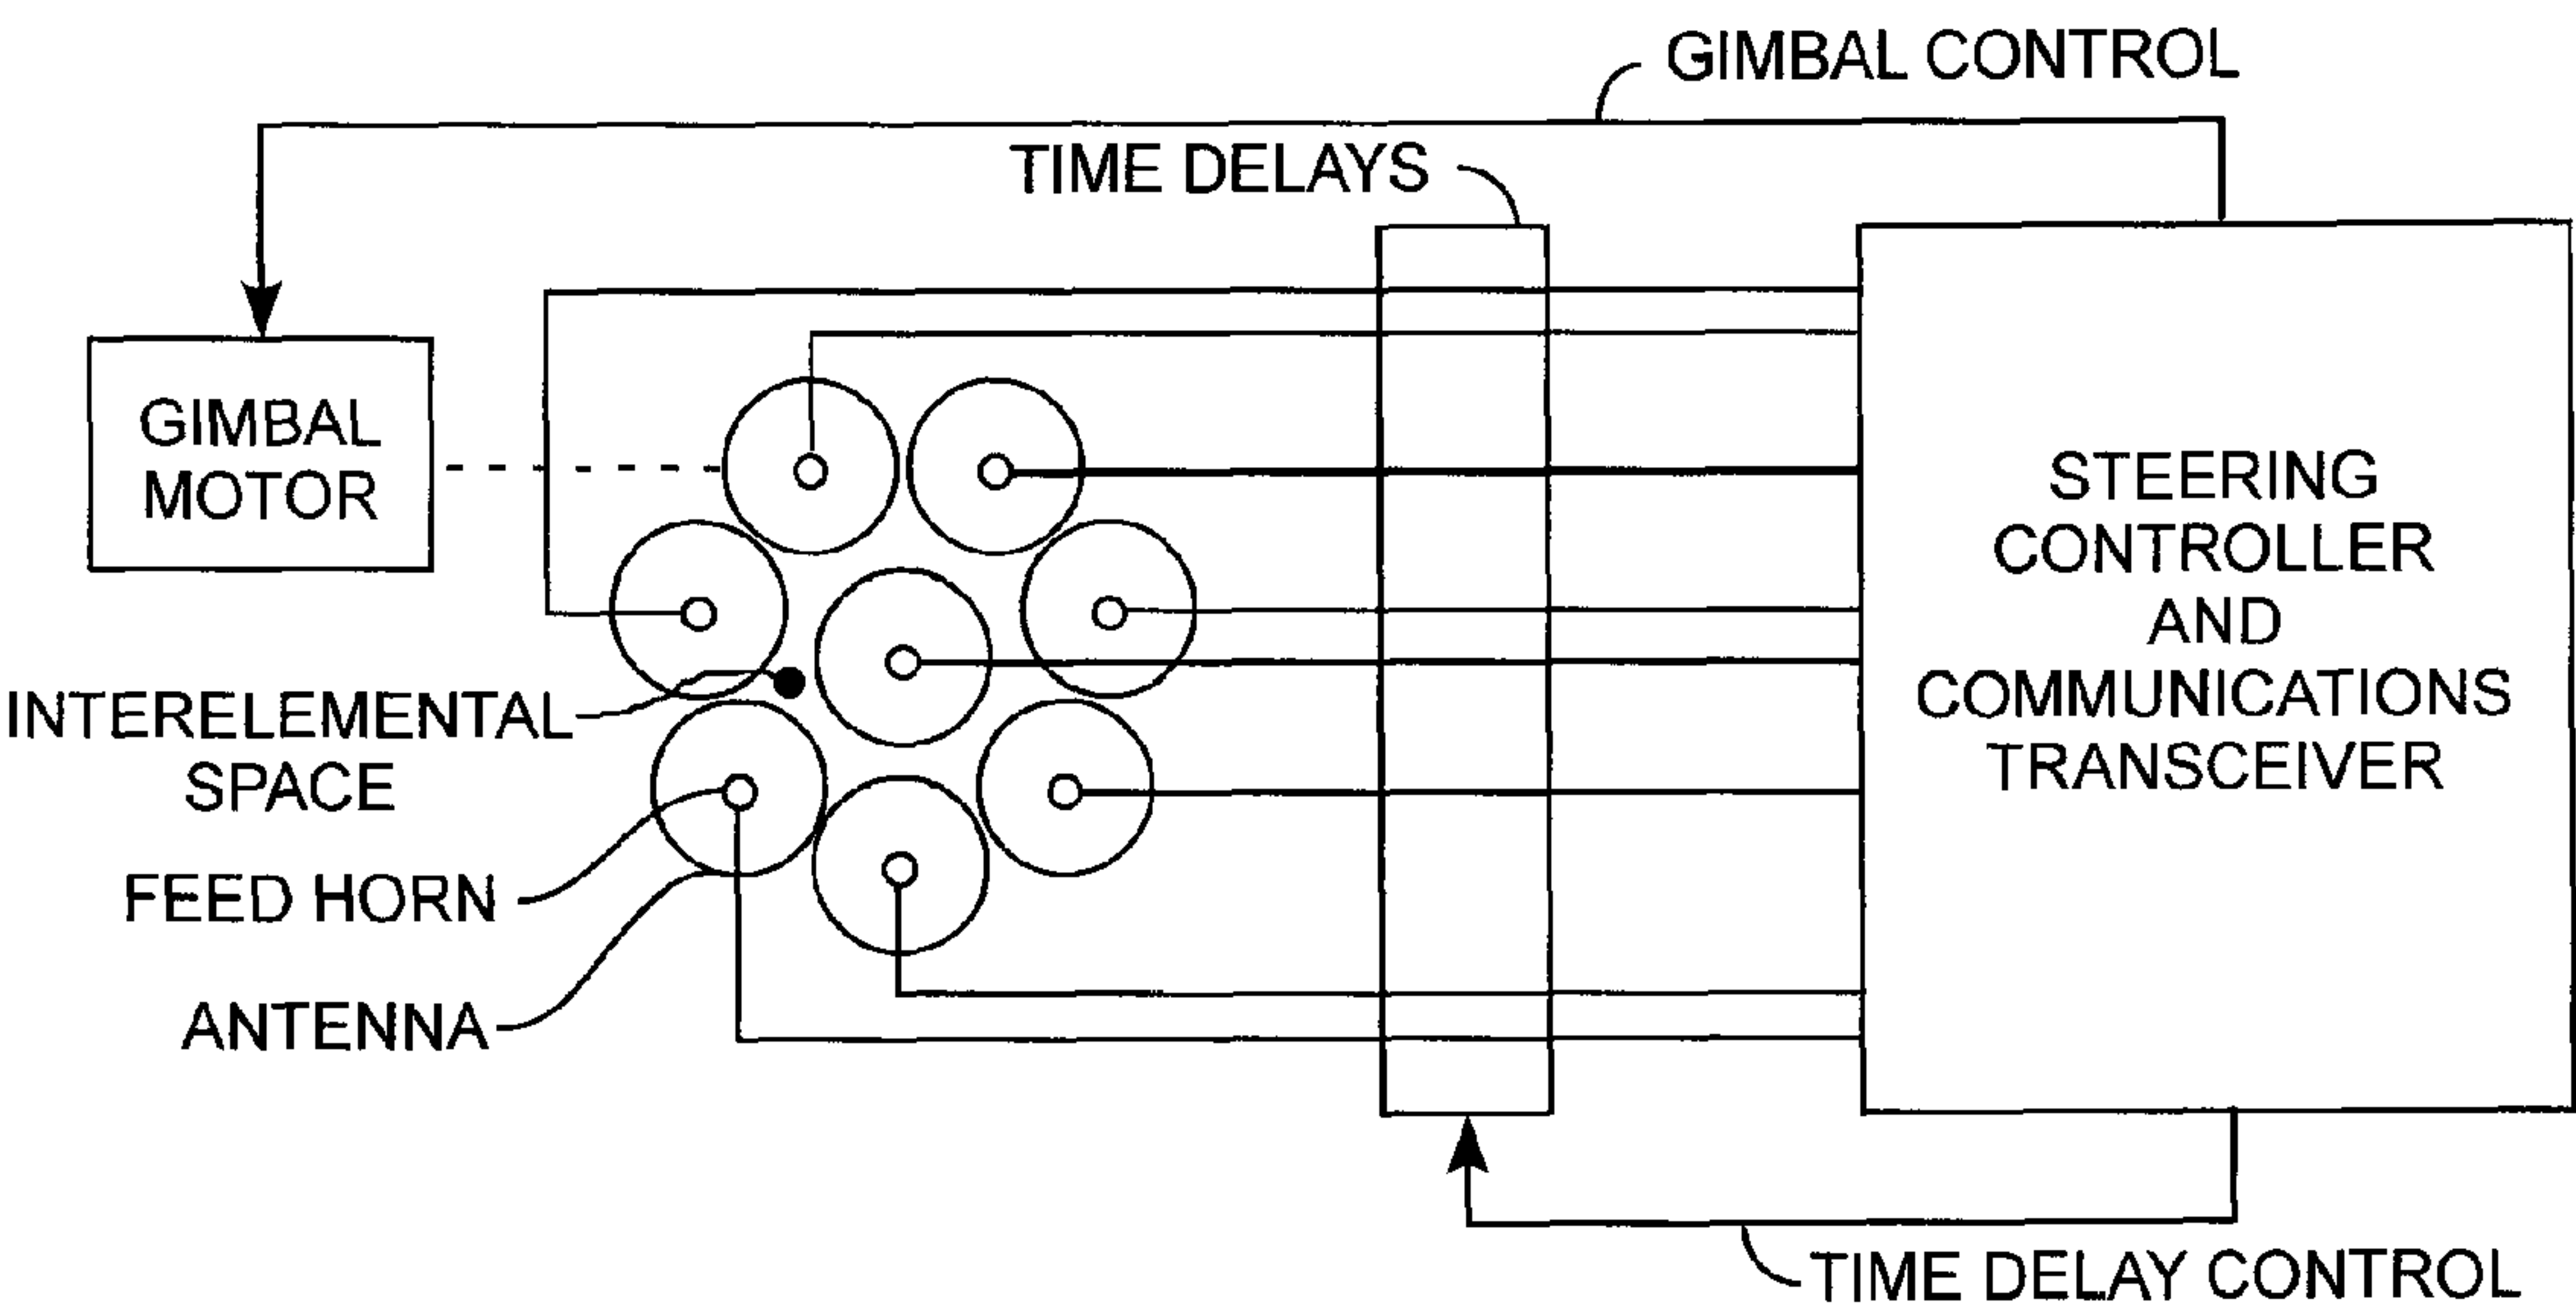 GIMBAL CONTROL
TIME DELAYS
GIMBAL
MOTOR
STEERING
CONTROLLER
AND
COMMUNICATIONS
TRANSCEIVER
INTERELEMENTAL
SPACE
FEED HORN
ANTENNA
TIME DELAY CONTROL